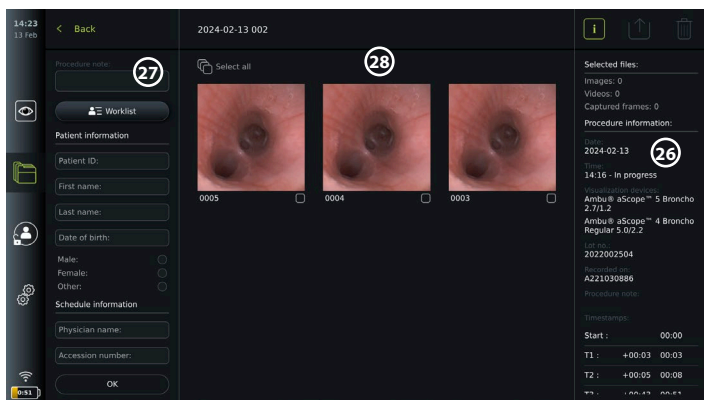 14:23
13 Feb
0:51
< Back
Procedure note:
27
Worklist
Patient information
Patient ID:
First name:
Last name:
Date of birth:
Male:
Female:
Other:
Schedule information
Physician name:
Accession number:
OK
2024-02-13 002
Select all
28
0005
0004
0003
i
Selected files:
Images: 0
Videos: 0
Captured frames: 0
Procedure information:
Date:
2024-02-13
26
Time:
14:16 - In progress
Visualization devices:
Ambu® aScope™ 5 Broncho
2.7/1.2
Ambu® aScope™ 4 Broncho
Regular 5.0/2.2
Lot no.:
2022002504
Recorded on:
A221030886
Procedure note:
Timestamps:
Start : 00:00
T1 : +00:03 00:03
T2 : +00:05 00:08
T3 : +00:43 00:51